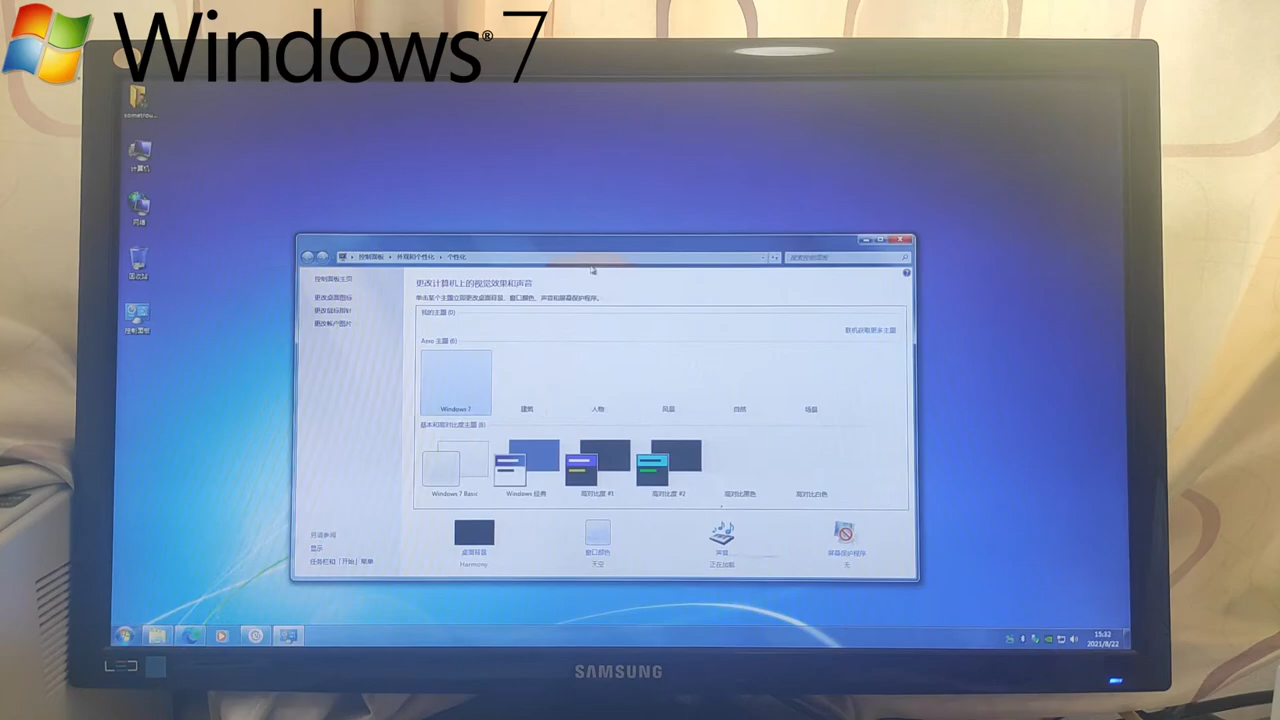 Windows® 7
sometrou...
计算机
网络
回收站
控制面板
控制面板 ▸ 外观和个性化 ▸ 个性化
搜索控制面板
控制面板主页
更改桌面图标
更改鼠标指针
更改帐户图片
更改计算机上的视觉效果和声音
单击某个主题立即更改桌面背景、窗口颜色、声音和屏幕保护程序。
我的主题 (0)
联机获取更多主题
Aero 主题 (6)
Windows 7
建筑
人物
风景
自然
场景
基本和高对比度主题 (6)
Windows 7 Basic
Windows 经典
高对比度 #1
高对比度 #2
高对比黑色
高对比白色
另请参阅
显示
任务栏和「开始」菜单
桌面背景
Harmony
窗口颜色
天空
声音
正在加载
屏幕保护程序
无
15:32
2021/8/22
LED
SAMSUNG